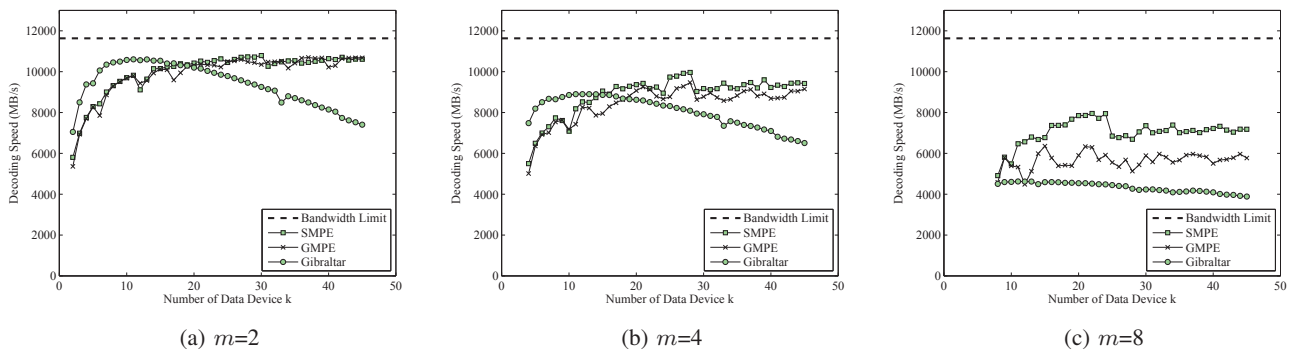 12000
10000
8000
6000
4000
2000
0
Decoding Speed (MB/s)
Bandwidth Limit
SMPE
GMPE
Gibraltar
0 10 20 30 40 50
Number of Data Device k
(a) m=2
12000
10000
8000
6000
4000
2000
0
Decoding Speed (MB/s)
Bandwidth Limit
SMPE
GMPE
Gibraltar
0 10 20 30 40 50
Number of Data Device k
(b) m=4
12000
10000
8000
6000
4000
2000
0
Decoding Speed (MB/s)
Bandwidth Limit
SMPE
GMPE
Gibraltar
0 10 20 30 40 50
Number of Data Device k
(c) m=8